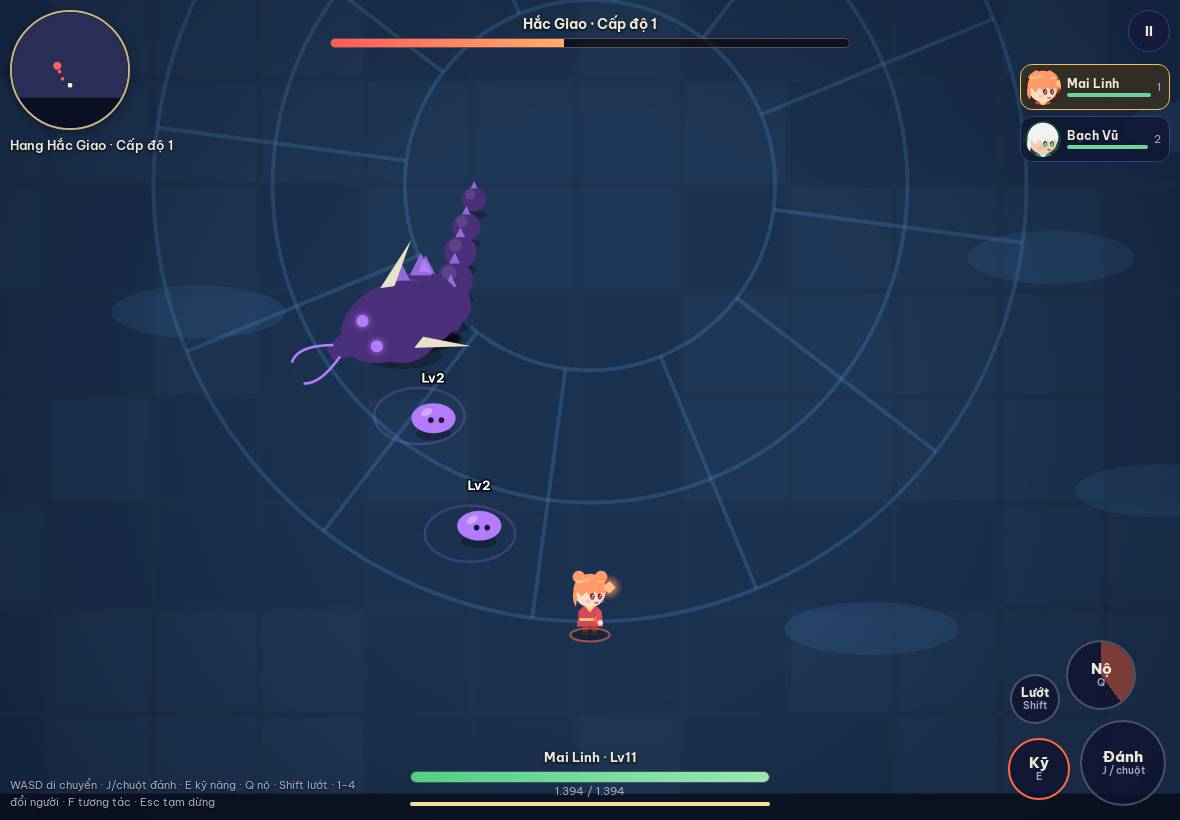 Hắc Giao · Cấp độ 1
II
Mai Linh 1
Hang Hắc Giao · Cấp độ 1
Bạch Vũ 2
Lv2
Lv2
Nộ
Q
Lướt
Shift
Mai Linh · Lv11
Kỹ
E
Đánh
J / chuột
1.394 / 1.394
WASD di chuyển · J/chuột đánh · E kỹ năng · Q nộ · Shift lướt · 1–4
đổi người · F tương tác · Esc tạm dừng